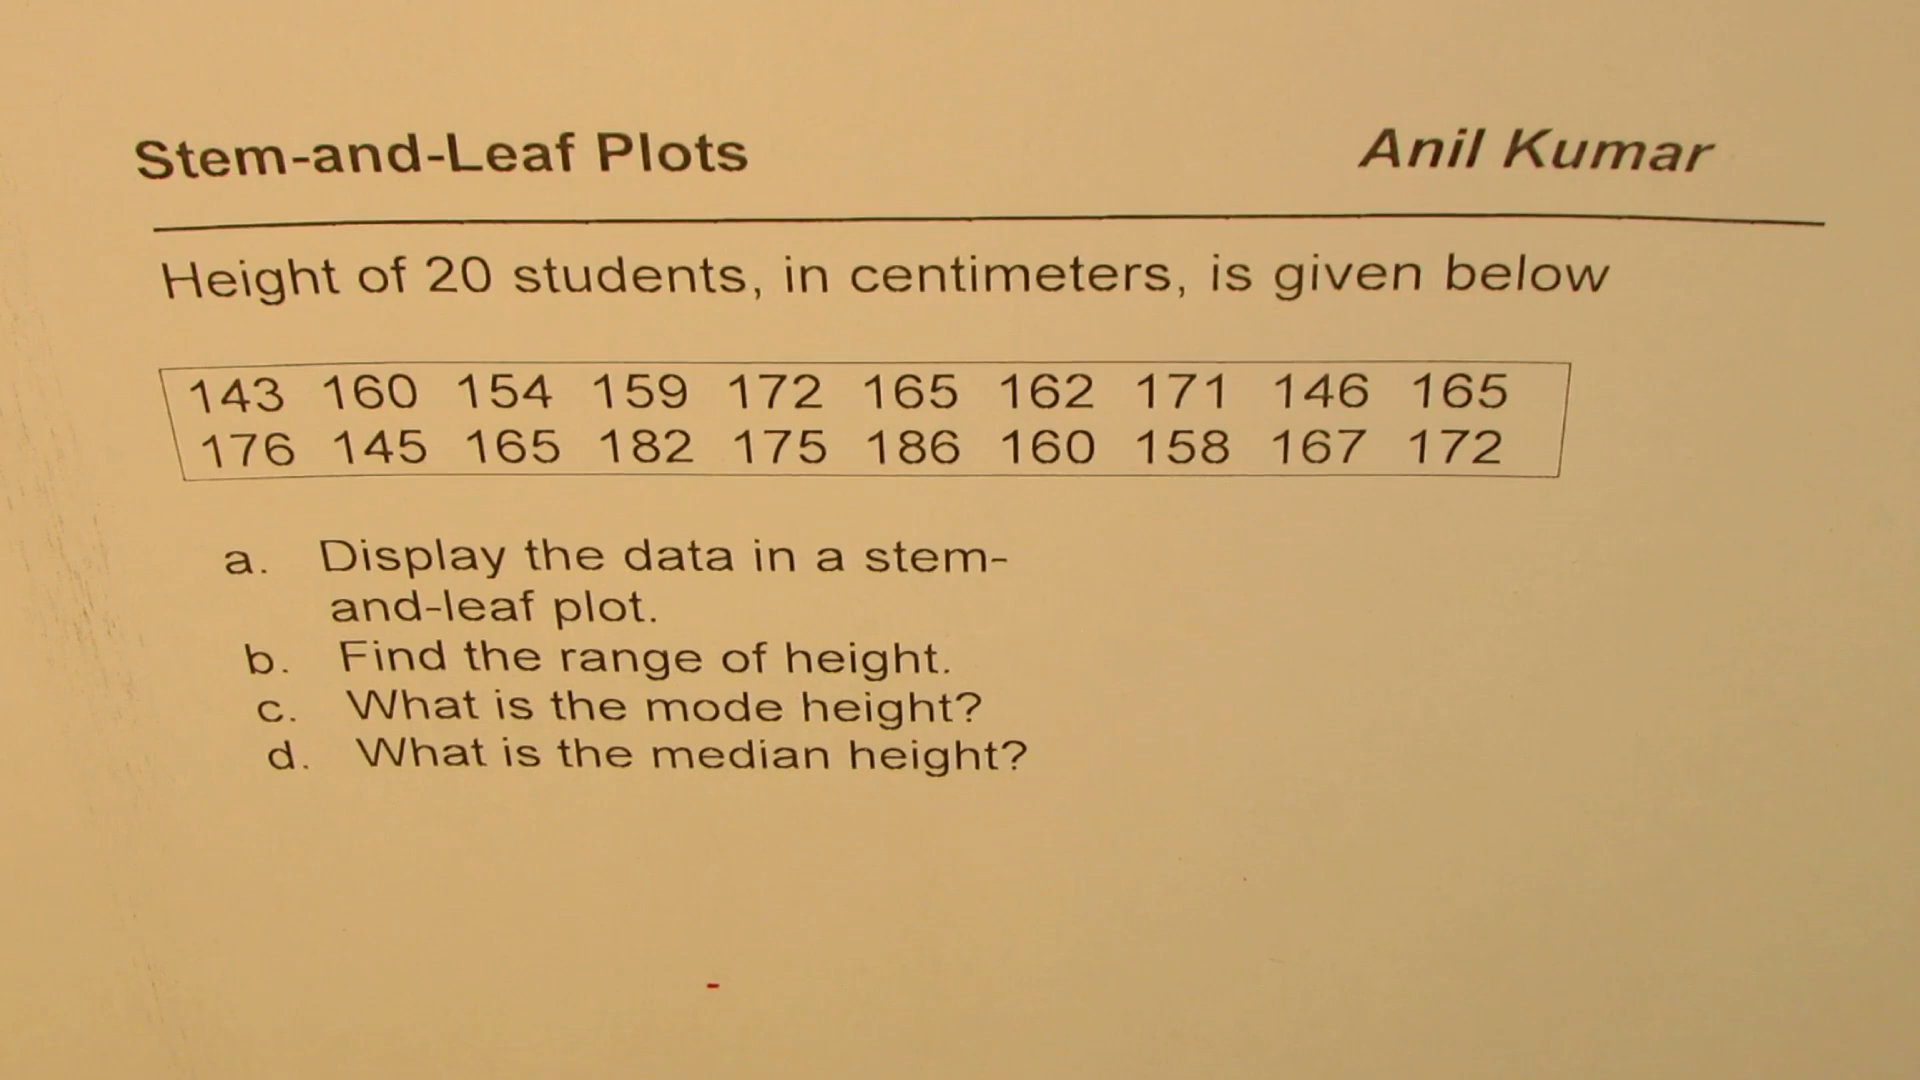 Stem-and-Leaf Plots Anil Kumar
Height of 20 students, in centimeters, is given below
143 160 154 159 172 165 162 171 146 165
176 145 165 182 175 186 160 158 167 172
a. Display the data in a stem-
and-leaf plot.
b. Find the range of height.
c. What is the mode height?
d. What is the median height?